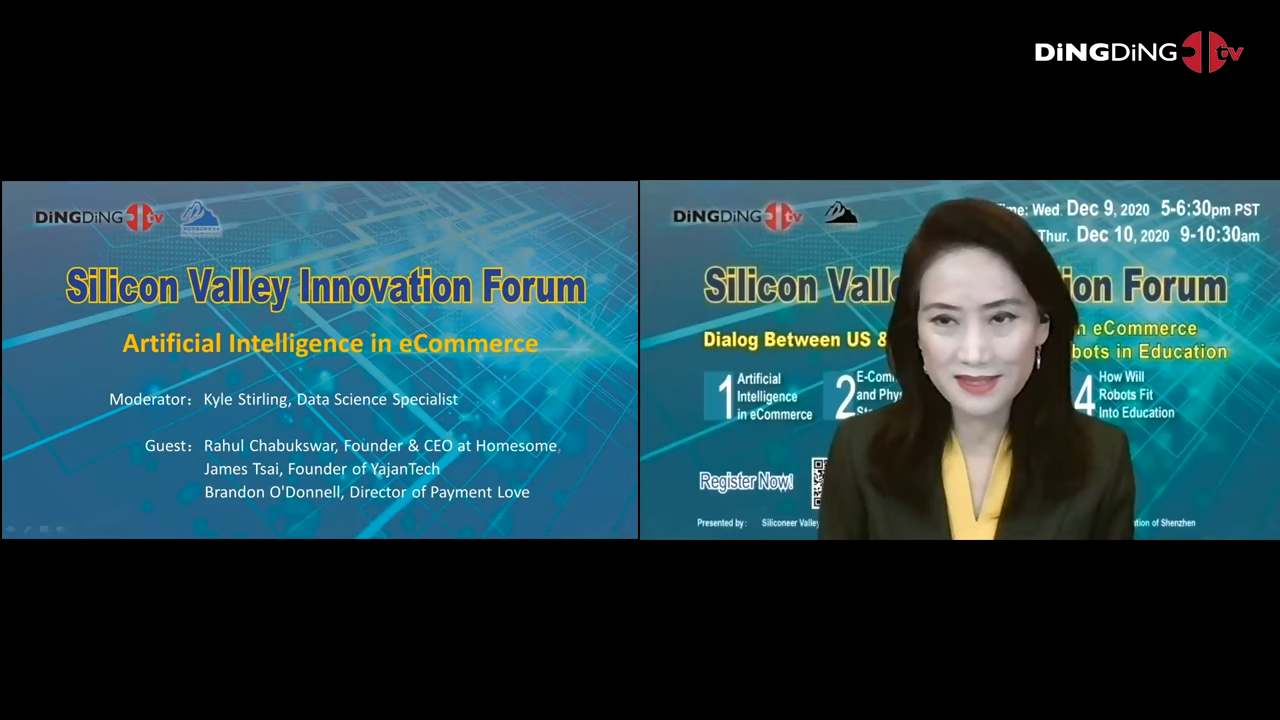 DiNGDiNG tv
DiNGDiNG tv
Silicon Valley Innovation Forum
Artificial Intelligence in eCommerce
Moderator: Kyle Stirling, Data Science Specialist
Guest: Rahul Chabukswar, Founder & CEO at Homesome,
James Tsai, Founder of YajanTech
Brandon O'Donnell, Director of Payment Love
DiNGDiNG tv
Time: Wed. Dec 9, 2020 5-6:30pm PST
Thur. Dec 10, 2020 9-10:30am
Silicon Vall ion Forum
Dialog Between US & in eCommerce
bots in Education
1 Artificial
Intelligence
in eCommerce
2 E-Com
and Phys
4 How Will
Robots Fit
Into Education
Register Now!
Presented by: Siliconeer Valley tion of Shenzhen